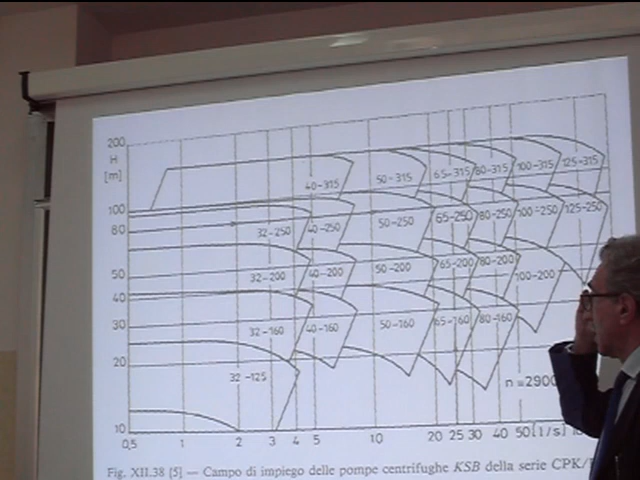 200
H
[m]
40-315 50-315 65-315 80-315 100-315 125-315
100
80
32-250 40-250 50-250 65-250 80-250 100-250 125-250
50
32-200 40-200 50-200 65-200 80-200 100-200
40
30
32-160 40-160 50-160 65-160 80-160
20
32-125
n=2900
10
0,5 1 2 3 4 5 10 20 25 30 40 50 [l/s]
Fig. XII.38 [5] — Campo di impiego delle pompe centrifughe KSB della serie CPK/